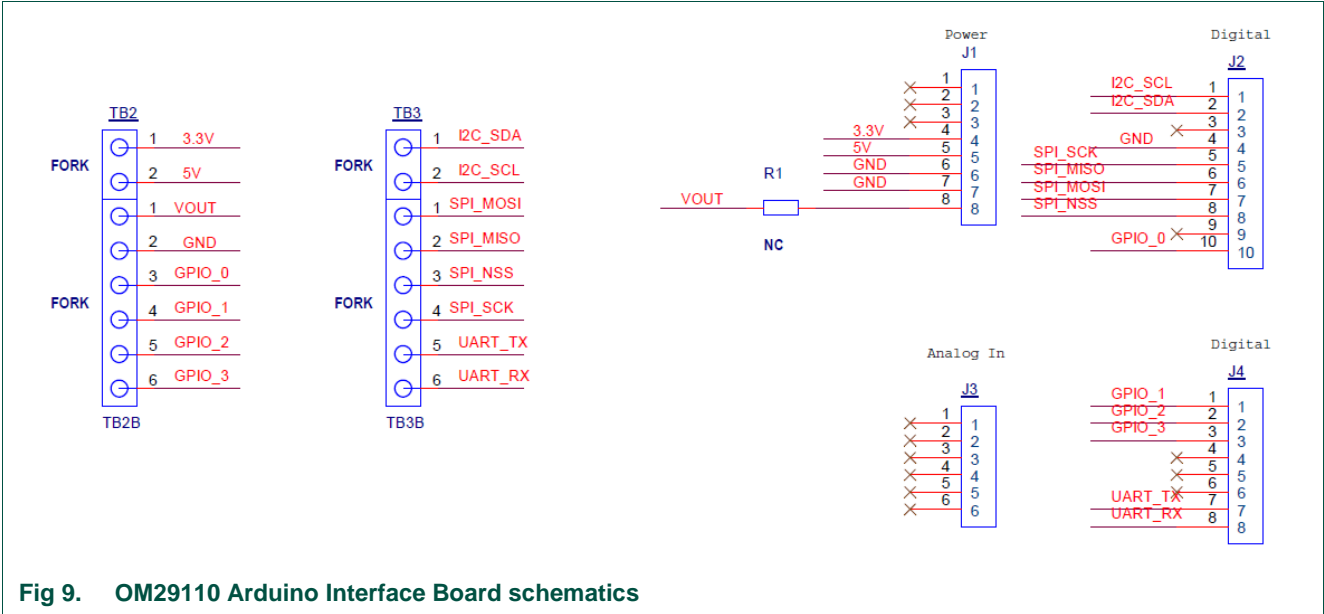 TB2
1 3.3V
FORK
2 5V
1 VOUT
2 GND
3 GPIO_0
FORK
4 GPIO_1
5 GPIO_2
6 GPIO_3
TB2B
TB3
1 I2C_SDA
FORK
2 I2C_SCL
1 SPI_MOSI
2 SPI_MISO
3 SPI_NSS
FORK
4 SPI_SCK
5 UART_TX
6 UART_RX
TB3B
Power
J1
1 1
2 2
3 3
3.3V 4 4
5V 5 5
GND 6 6
GND 7 7
VOUT R1 8 8
NC
Digital
J2
I2C_SCL 1 1
I2C_SDA 2 2
3 3
GND 4 4
SPI_SCK 5 5
SPI_MISO 6 6
SPI_MOSI 7 7
SPI_NSS 8 8
9 9
GPIO_0 10 10
Analog In
J3
1 1
2 2
3 3
4 4
5 5
6 6
Digital
J4
GPIO_1 1 1
GPIO_2 2 2
GPIO_3 3 3
4 4
5 5
6 6
UART_TX 7 7
UART_RX 8 8
Fig 9. OM29110 Arduino Interface Board schematics